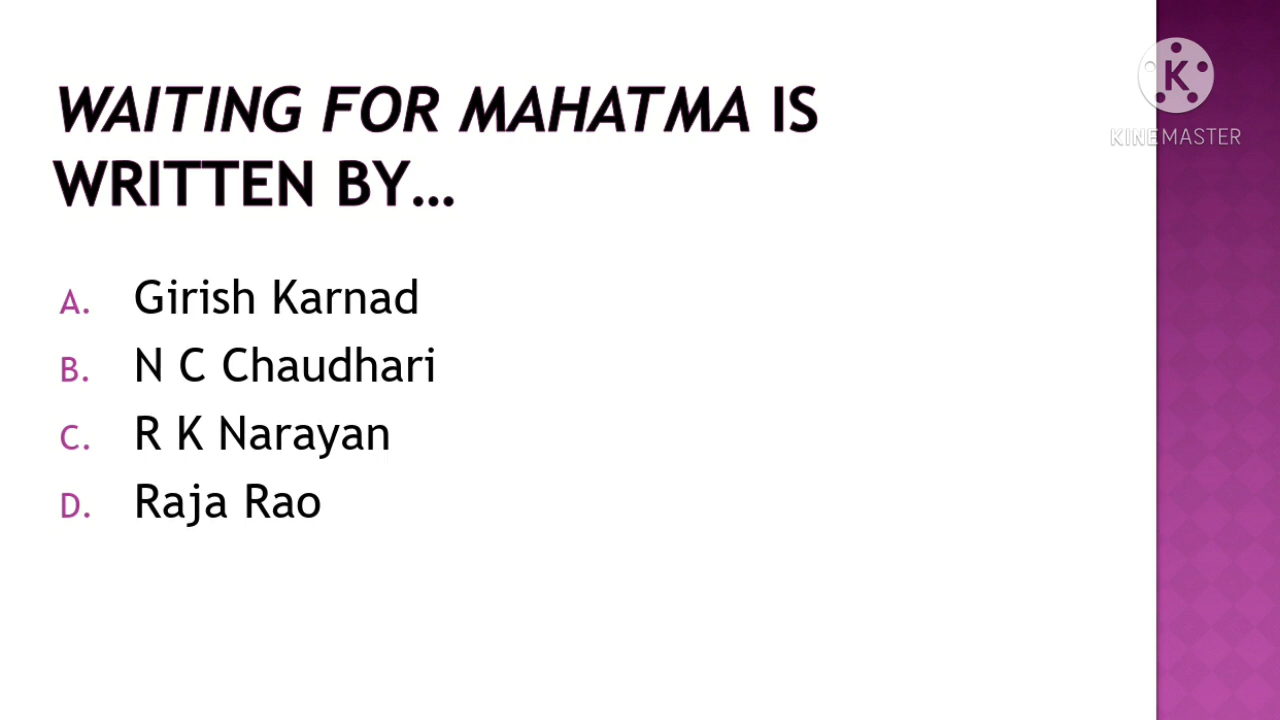 WAITING FOR MAHATMA IS
WRITTEN BY…
A. Girish Karnad
B. N C Chaudhari
C. R K Narayan
D. Raja Rao
K
KINEMASTER